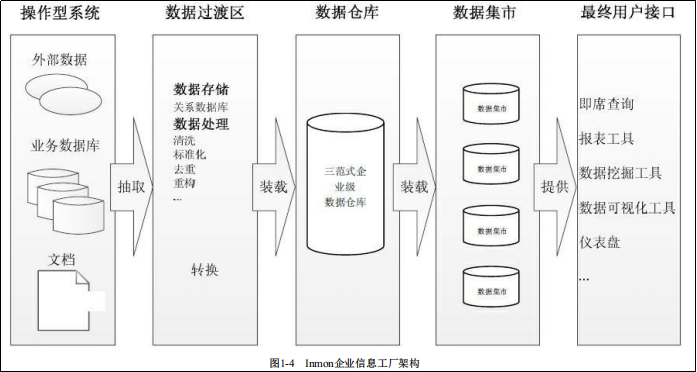 操作型系统
数据过渡区
数据仓库
数据集市
最终用户接口
外部数据
业务数据库
文档
抽取
数据存储
关系数据库
数据处理
清洗
标准化
去重
重构
...
转换
装载
三范式企
业级
数据仓库
装载
数据集市
数据集市
数据集市
数据集市
提供
即席查询
报表工具
数据挖掘工具
数据可视化工具
仪表盘
...
图1-4 Inmon企业信息工厂架构